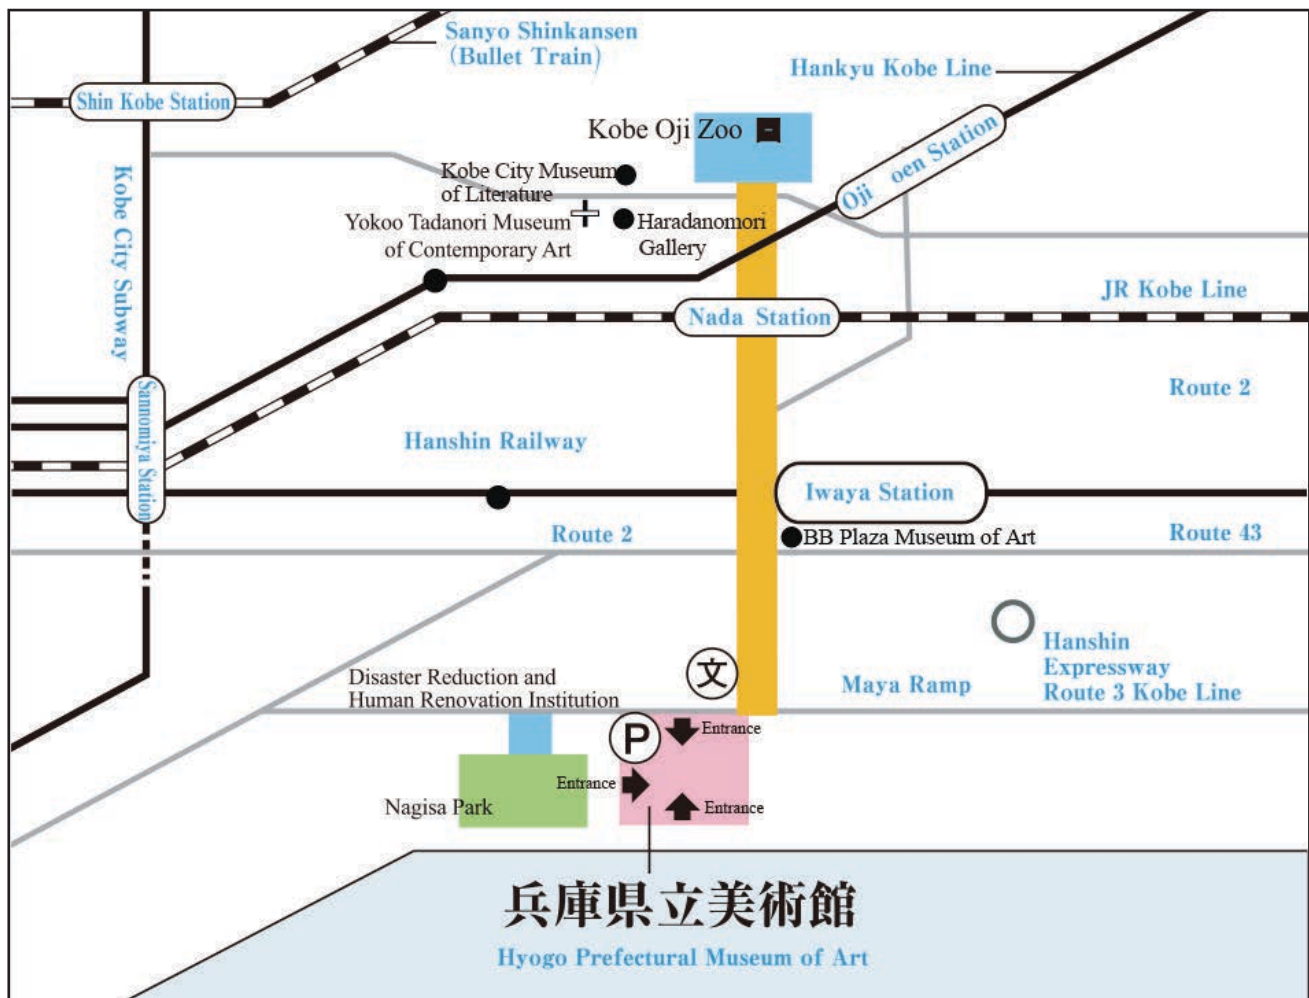 Sanyo Shinkansen
(Bullet Train)
Hankyu Kobe Line
Shin Kobe Station
Kobe Oji Zoo
Oji oen Station
Kobe City Museum
of Literature
Kobe City Subway
Yokoo Tadanori Museum
of Contemporary Art
Haradanomori
Gallery
JR Kobe Line
Nada Station
Route 2
Sannomiya Station
Hanshin Railway
Iwaya Station
Route 2
BB Plaza Museum of Art
Route 43
Hanshin
Expressway
Route 3 Kobe Line
文
Maya Ramp
Disaster Reduction and
Human Renovation Institution
P
Entrance
Entrance
Entrance
Nagisa Park
兵庫県立美術館
Hyogo Prefectural Museum of Art